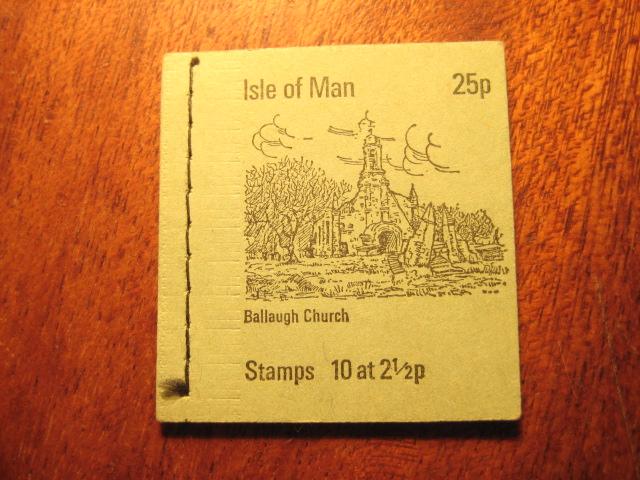 Isle of Man 25p
Ballaugh Church
Stamps 10 at 2½p